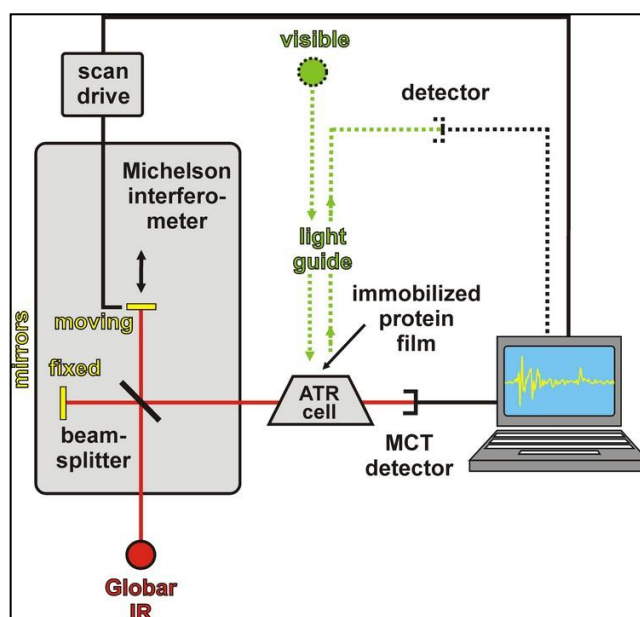 visible
scan
drive
detector
Michelson
interfero-
meter
light
guide
immobilized
protein
film
mirrors
moving
fixed
ATR
cell
beam-
splitter
MCT
detector
Globar
IR